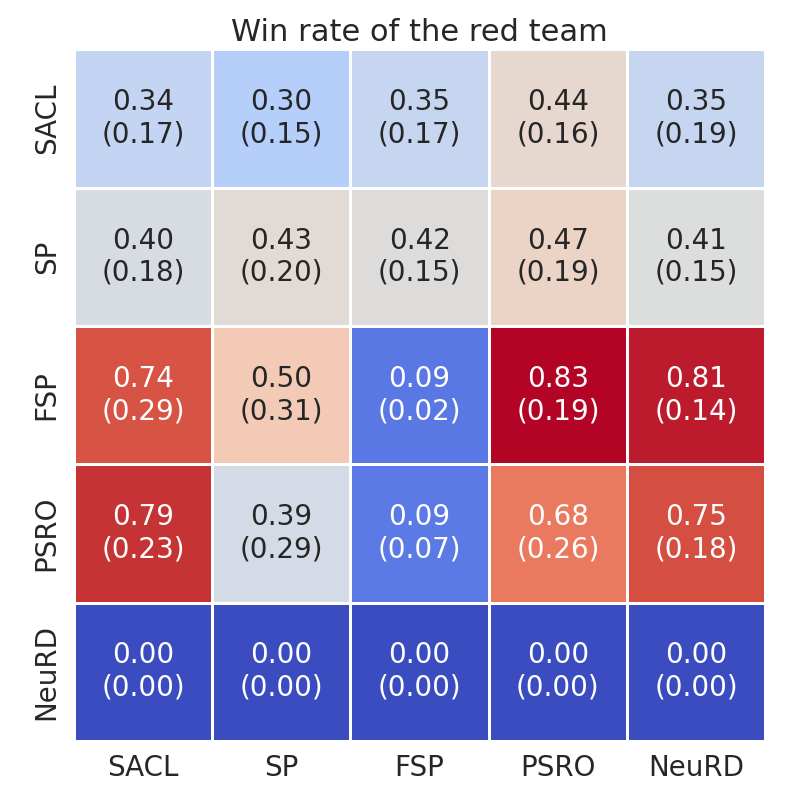 Win rate of the red team
SACL
0.34 0.30 0.35 0.44 0.35
(0.17) (0.15) (0.17) (0.16) (0.19)
SP
0.40 0.43 0.42 0.47 0.41
(0.18) (0.20) (0.15) (0.19) (0.15)
FSP
0.74 0.50 0.09 0.83 0.81
(0.29) (0.31) (0.02) (0.19) (0.14)
PSRO
0.79 0.39 0.09 0.68 0.75
(0.23) (0.29) (0.07) (0.26) (0.18)
NeuRD
0.00 0.00 0.00 0.00 0.00
(0.00) (0.00) (0.00) (0.00) (0.00)
SACL SP FSP PSRO NeuRD